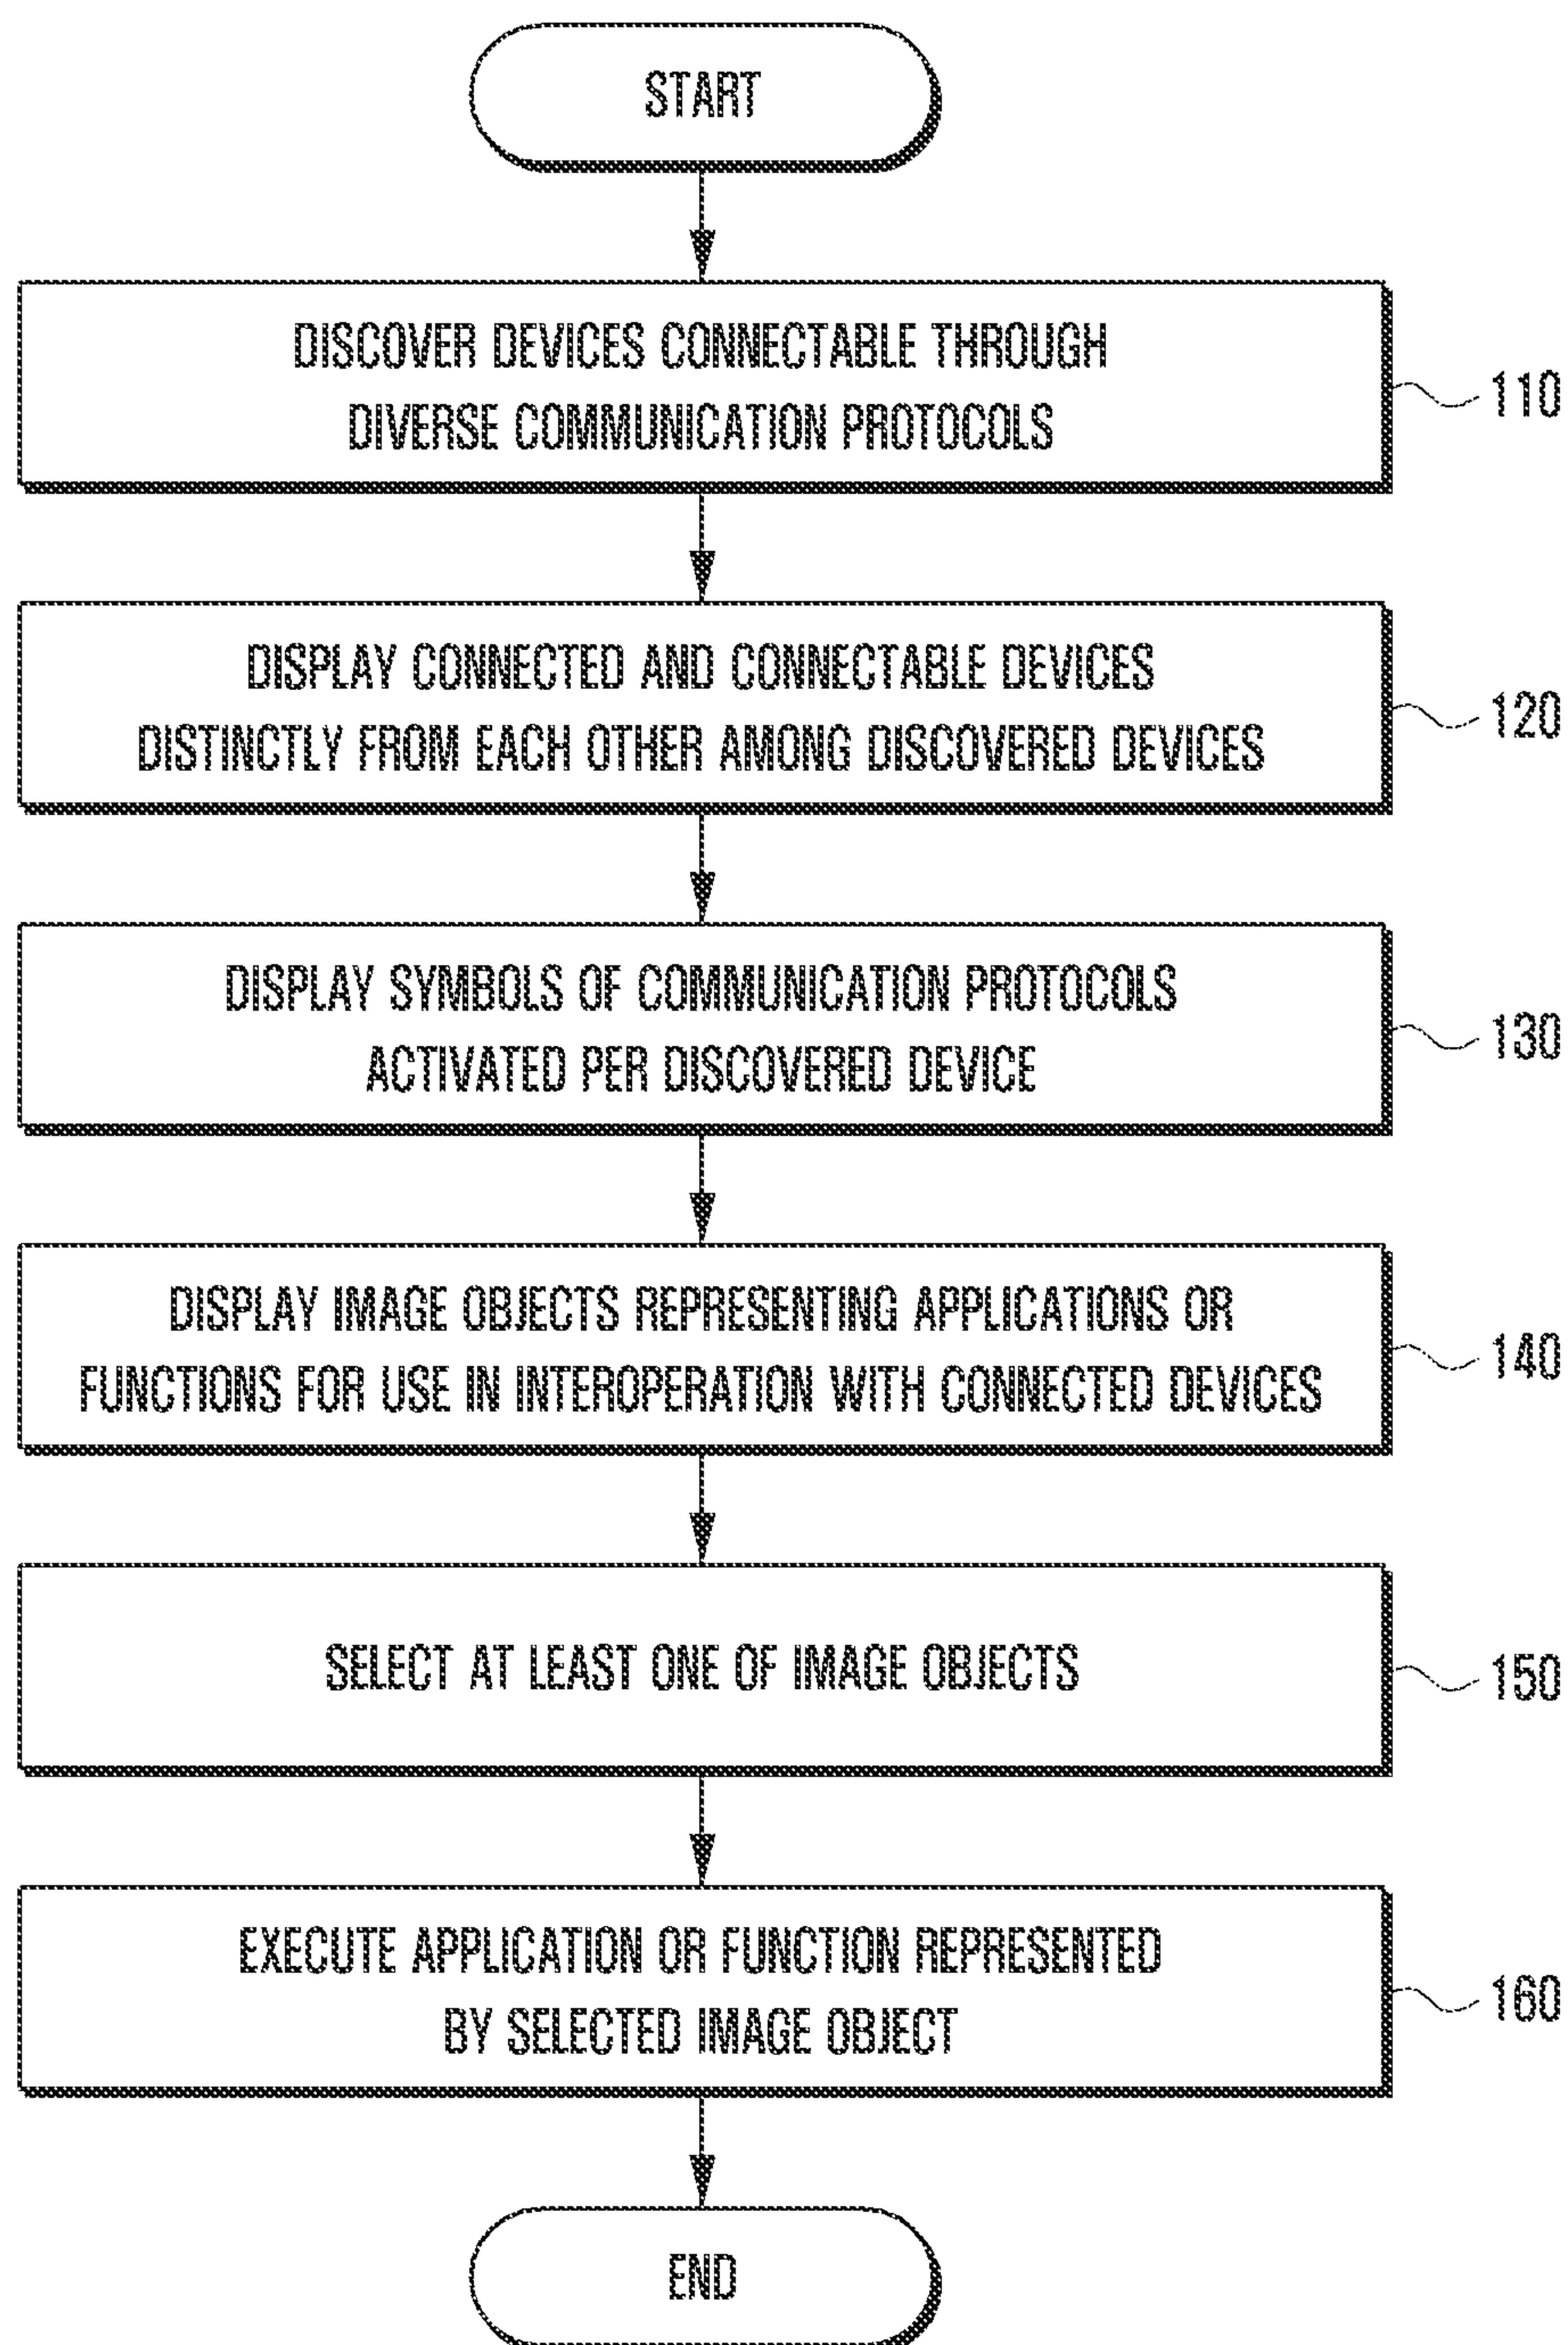 START
DISCOVER DEVICES CONNECTABLE THROUGH
DIVERSE COMMUNICATION PROTOCOLS
110
DISPLAY CONNECTED AND CONNECTABLE DEVICES
DISTINCTLY FROM EACH OTHER AMONG DISCOVERED DEVICES
120
DISPLAY SYMBOLS OF COMMUNICATION PROTOCOLS
ACTIVATED PER DISCOVERED DEVICE
130
DISPLAY IMAGE OBJECTS REPRESENTING APPLICATIONS OR
FUNCTIONS FOR USE IN INTEROPERATION WITH CONNECTED DEVICES
140
SELECT AT LEAST ONE OF IMAGE OBJECTS
150
EXECUTE APPLICATION OR FUNCTION REPRESENTED
BY SELECTED IMAGE OBJECT
160
END